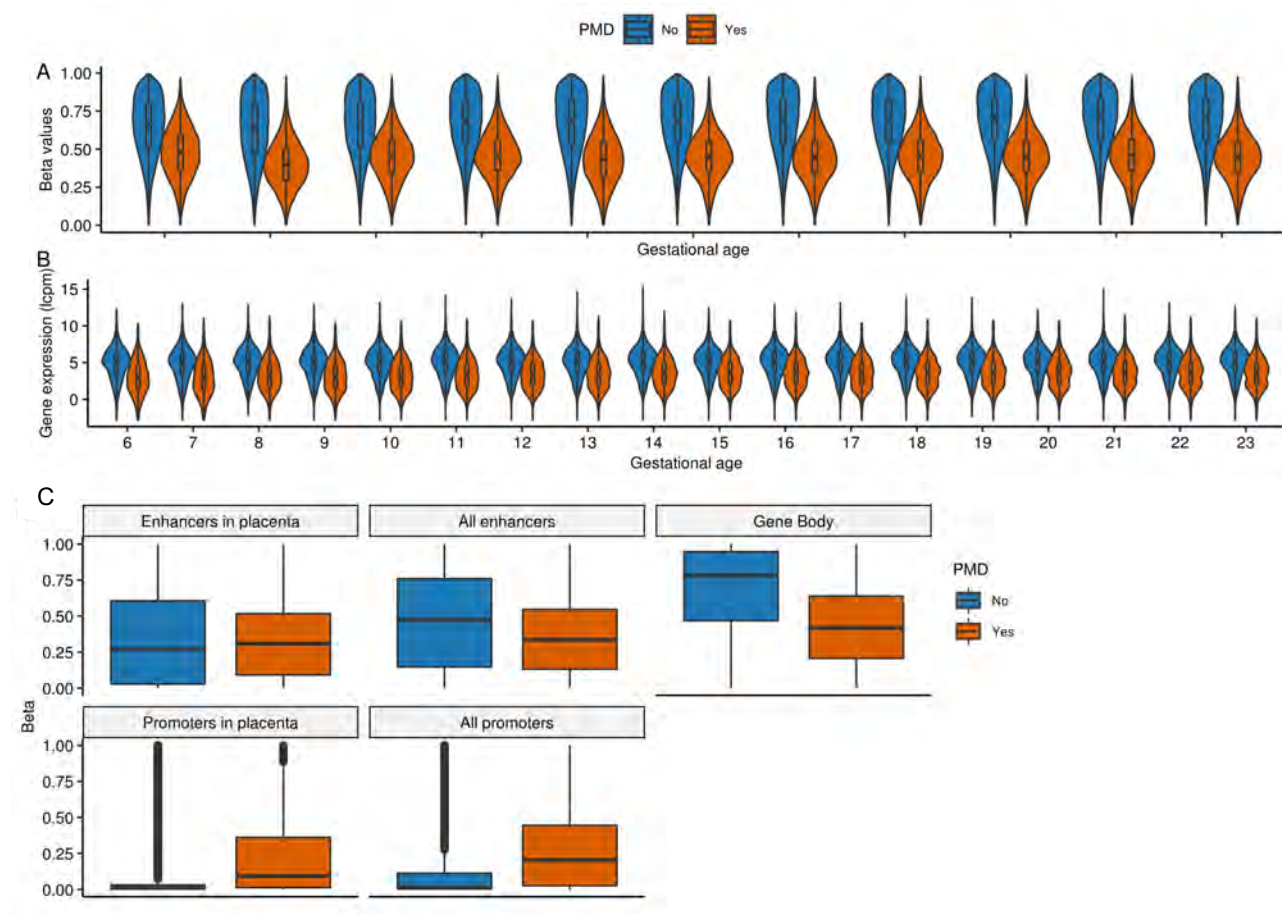 PMD No Yes
A
Beta values
1.00
0.75
0.50
0.25
0.00
Gestational age
B
Gene expression (lcpm)
15
10
5
0
6 7 8 9 10 11 12 13 14 15 16 17 18 19 20 21 22 23
Gestational age
C
Enhancers in placenta All enhancers Gene Body
1.00
0.75
0.50
0.25
0.00
PMD
No
Yes
Beta
Promoters in placenta All promoters
1.00
0.75
0.50
0.25
0.00